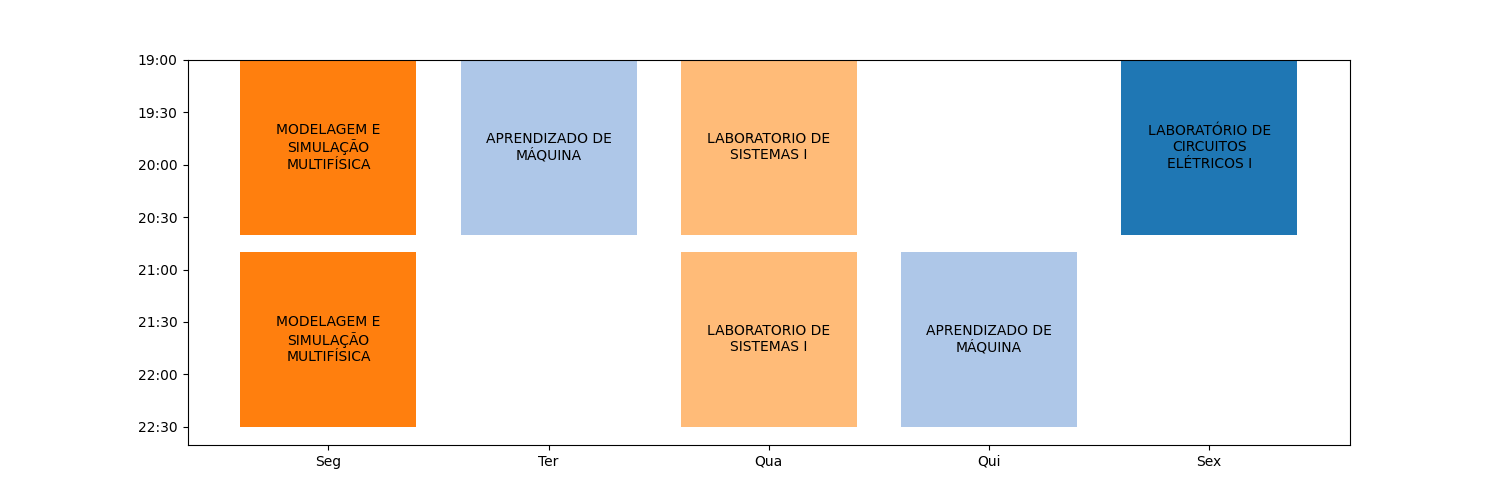 19:00
19:30
20:00
20:30
21:00
21:30
22:00
22:30
MODELAGEM E
SIMULAÇÃO
MULTIFÍSICA
APRENDIZADO DE
MÁQUINA
LABORATORIO DE
SISTEMAS I
LABORATÓRIO DE
CIRCUITOS
ELÉTRICOS I
MODELAGEM E
SIMULAÇÃO
MULTIFÍSICA
LABORATORIO DE
SISTEMAS I
APRENDIZADO DE
MÁQUINA
Seg
Ter
Qua
Qui
Sex